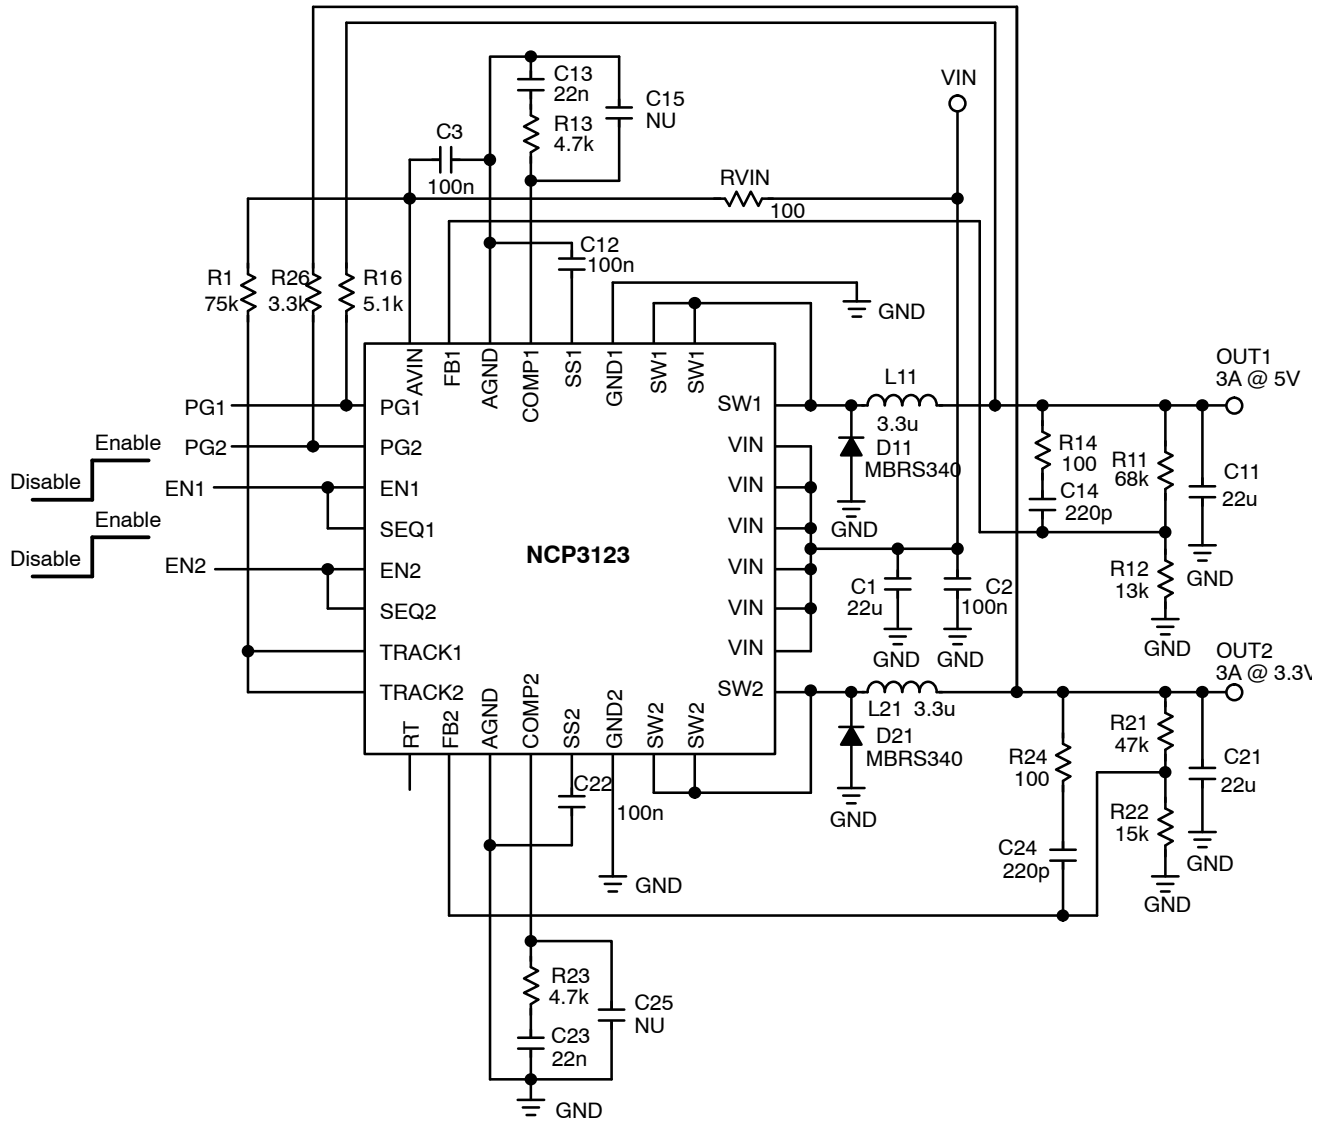 C13
22n
R13
4.7k
C15
NU
VIN
C3
100n
RVIN
100
C12
100n
R1
75k
R26
3.3k
R16
5.1k
GND
AVIN
FB1
AGND
COMP1
SS1
GND1
SW1
SW1
OUT1
3A @ 5V
PG1
PG2
Enable
Disable
EN1
Enable
Disable
EN2
PG1
PG2
EN1
SEQ1
EN2
SEQ2
TRACK1
TRACK2
NCP3123
SW1
VIN
VIN
VIN
VIN
VIN
VIN
SW2
L11
3.3u
D11
MBRS340
GND
R14
100
C14
220p
R11
68k
C11
22u
GND
R12
13k
GND
C1
22u
GND
C2
100n
GND
OUT2
3A @ 3.3V
RT
FB2
AGND
COMP2
SS2
GND2
SW2
SW2
L21 3.3u
D21
MBRS340
GND
R24
100
C24
220p
R21
47k
R22
15k
GND
C21
22u
GND
C22
100n
GND
R23
4.7k
C23
22n
C25
NU
GND